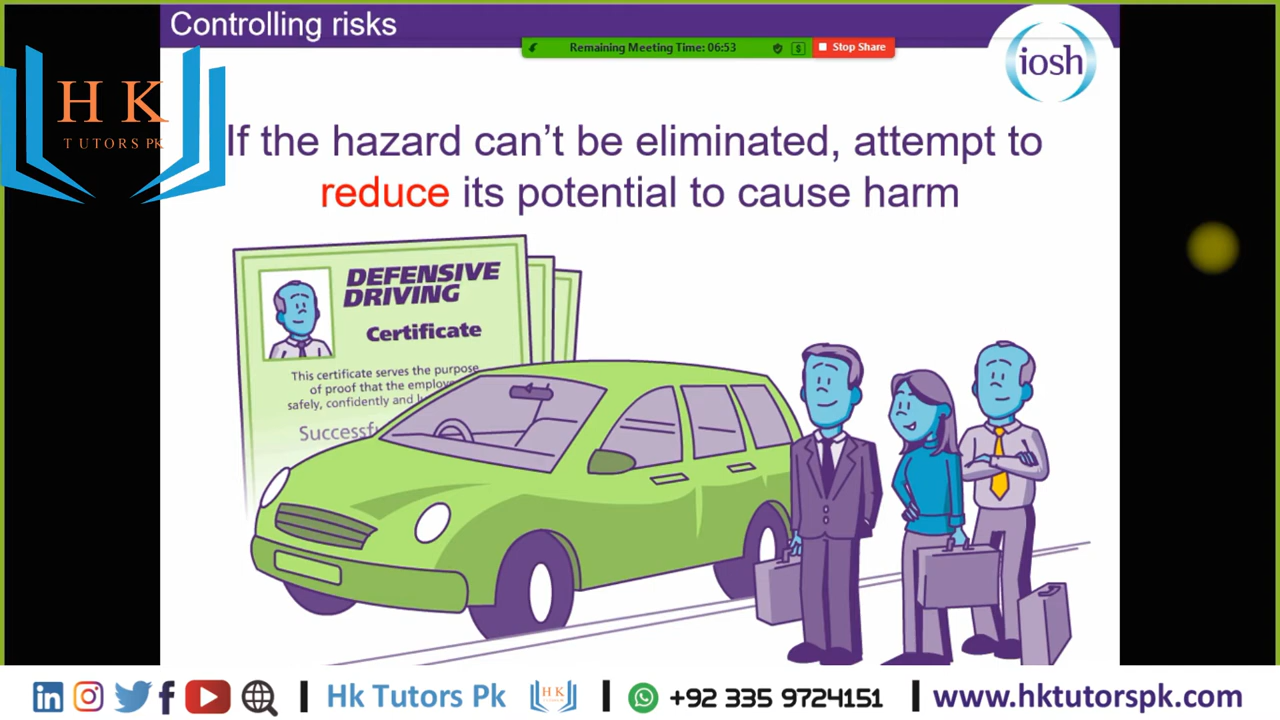 Controlling risks
Remaining Meeting Time: 06:53
Stop Share
iosh
H K
TUTORS PK
If the hazard can't be eliminated, attempt to
reduce its potential to cause harm
DEFENSIVE
DRIVING
Certificate
This certificate serves the purpose
of proof that the
safely, confidently and
Hk Tutors Pk
H K
+92 335 9724151
www.hktutorspk.com